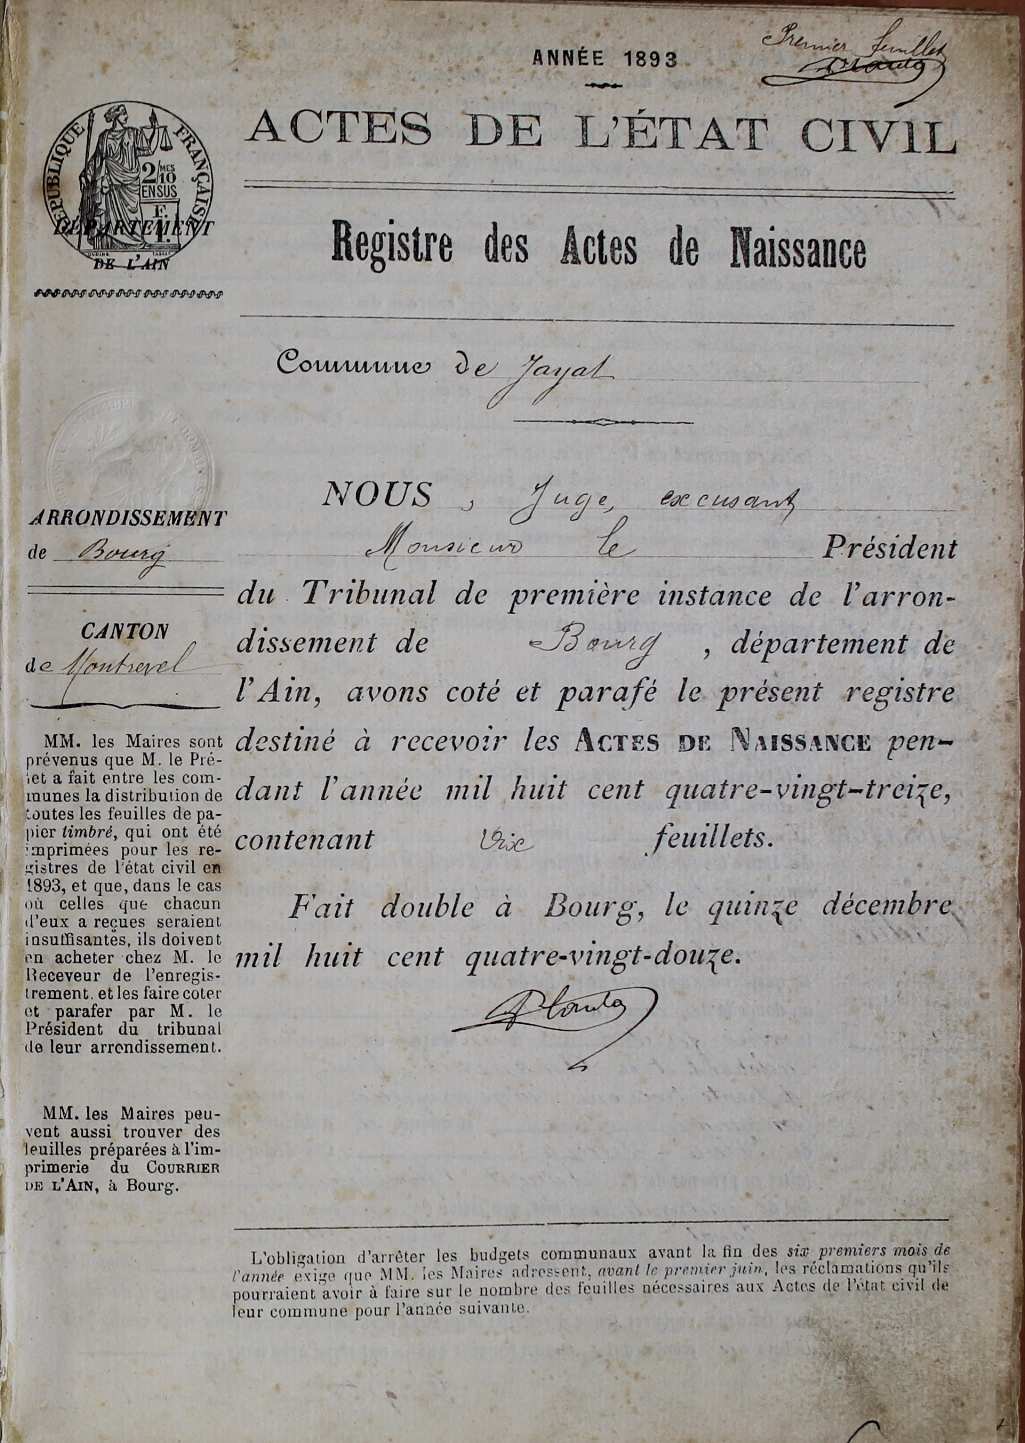 Premier feuillet
ANNÉE 1893
ACTES DE L'ÉTAT CIVIL
RÉPUBLIQUE FRANÇAISE
2/MES
10
EN SUS
DÉPARTEMENT
DE L'AIN
Registre des Actes de Naissance
Commune de Jayat
ARRONDISSEMENT
de Bourg
CANTON
de Montrevel
MM. les Maires sont
prévenus que M. le Pré-
fet a fait entre les com-
munes la distribution de
toutes les feuilles de pa-
pier timbré, qui ont été
imprimées pour les re-
gistres de l'état civil en
1893, et que, dans le cas
où celles que chacun
d'eux a reçues seraient
insuffisantes, ils doivent
en acheter chez M. le
Receveur de l'enregis-
trement. et les faire coter
et parafer par M. le
Président du tribunal
de leur arrondissement.
MM. les Maires peu-
vent aussi trouver des
feuilles préparées à l'im-
primerie du COURRIER
DE L'AIN, à Bourg.
NOUS, Juge, excusant
Monsieur le Président
du Tribunal de première instance de l'arron-
dissement de Bourg, département de
l'Ain, avons coté et parafé le présent registre
destiné à recevoir les ACTES DE NAISSANCE pen-
dant l'année mil huit cent quatre-vingt-treize,
contenant feuillets.
Fait double à Bourg, le quinze décembre
mil huit cent quatre-vingt-douze.
L'obligation d'arrêter les budgets communaux avant la fin des six premiers mois de
l'année exige que MM. les Maires adressent, avant le premier juin, les réclamations qu'ils
pourraient avoir à faire sur le nombre des feuilles nécessaires aux Actes de l'état civil de
leur commune pour l'année suivante.